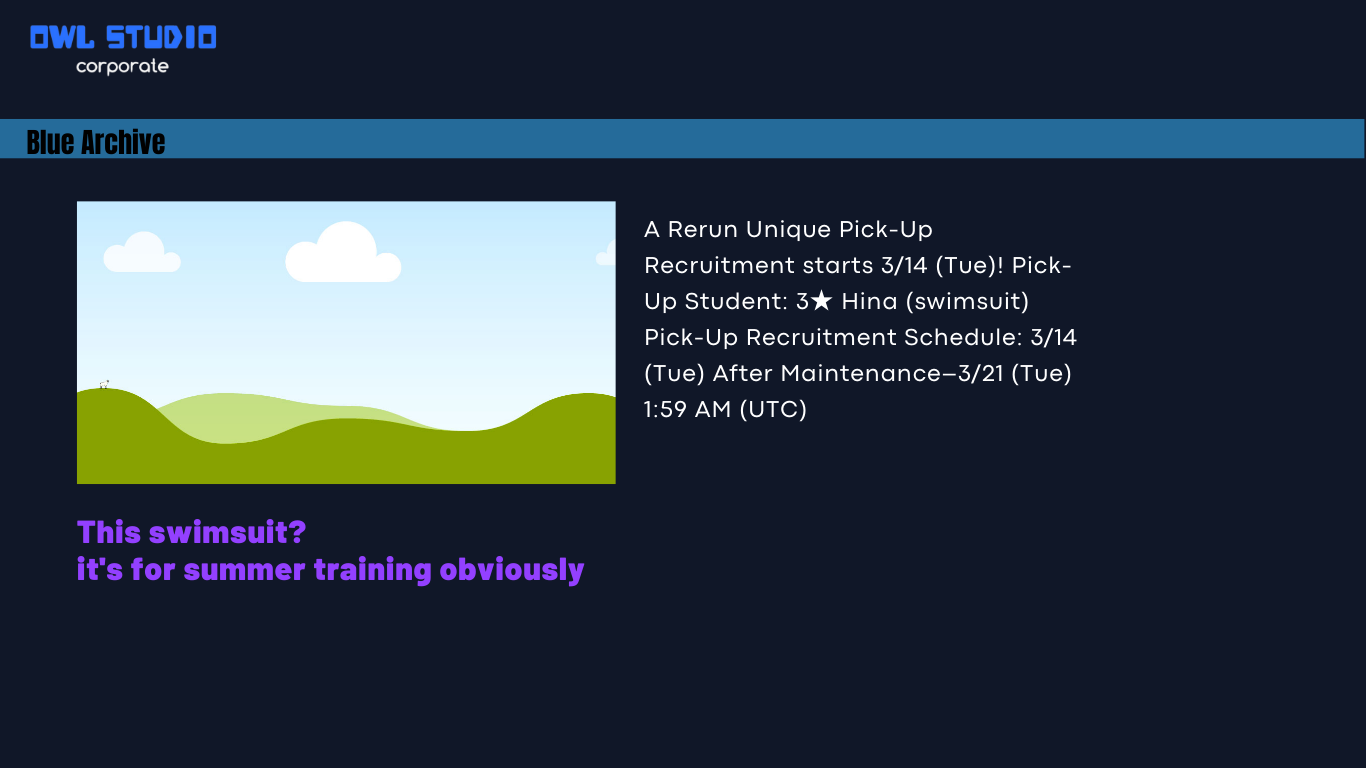 OWL STUDIO
corporate
Blue Archive
A Rerun Unique Pick-Up
Recruitment starts 3/14 (Tue)! Pick-
Up Student: 3★ Hina (swimsuit)
Pick-Up Recruitment Schedule: 3/14
(Tue) After Maintenance–3/21 (Tue)
1:59 AM (UTC)
This swimsuit?
it's for summer training obviously